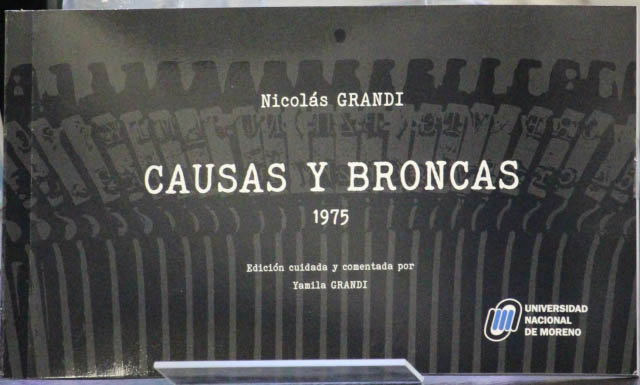 Nicolás GRANDI
CAUSAS Y BRONCAS
1975
Edición cuidada y comentada por
Yamila GRANDI
UNIVERSIDAD
NACIONAL
DE MORENO